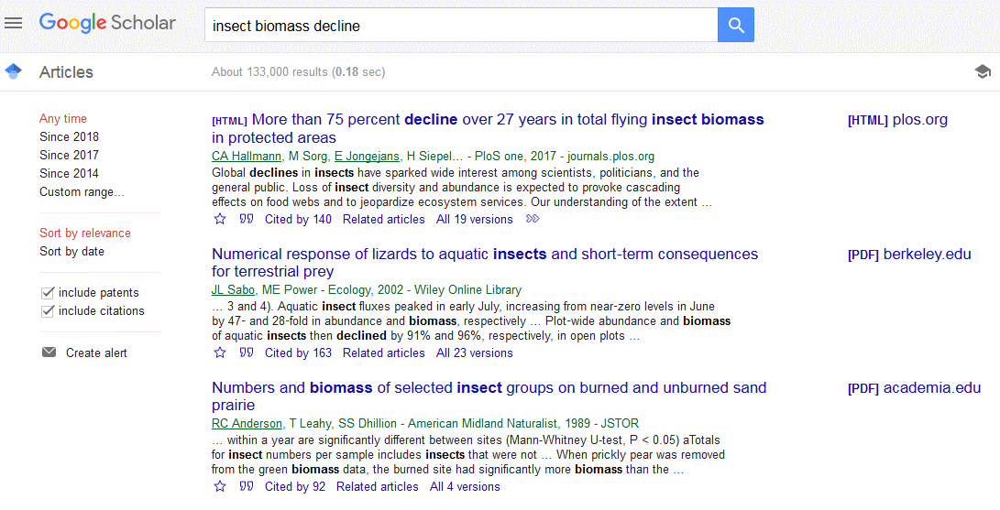 Google Scholar
insect biomass decline
Articles
About 133,000 results (0.18 sec)
Any time
Since 2018
Since 2017
Since 2014
Custom range...
Sort by relevance
Sort by date
include patents
include citations
Create alert
[HTML] More than 75 percent decline over 27 years in total flying insect biomass
in protected areas
CA Hallmann, M Sorg, E Jongejans, H Siepel... - PloS one, 2017 - journals.plos.org
Global declines in insects have sparked wide interest among scientists, politicians, and the
general public. Loss of insect diversity and abundance is expected to provoke cascading
effects on food webs and to jeopardize ecosystem services. Our understanding of the extent ...
Cited by 140 Related articles All 19 versions
[HTML] plos.org
Numerical response of lizards to aquatic insects and short-term consequences
for terrestrial prey
JL Sabo, ME Power - Ecology, 2002 - Wiley Online Library
... 3 and 4). Aquatic insect fluxes peaked in early July, increasing from near-zero levels in June
by 47- and 28-fold in abundance and biomass, respectively ... Plot-wide abundance and biomass
of aquatic insects then declined by 91% and 96%, respectively, in open plots ...
Cited by 163 Related articles All 23 versions
[PDF] berkeley.edu
Numbers and biomass of selected insect groups on burned and unburned sand
prairie
RC Anderson, T Leahy, SS Dhillion - American Midland Naturalist, 1989 - JSTOR
... within a year are significantly different between sites (Mann-Whitney U-test, P < 0.05) aTotals
for insect numbers per sample includes insects that were not ... When prickly pear was removed
from the green biomass data, the burned site had significantly more biomass than the ...
Cited by 92 Related articles All 4 versions
[PDF] academia.edu